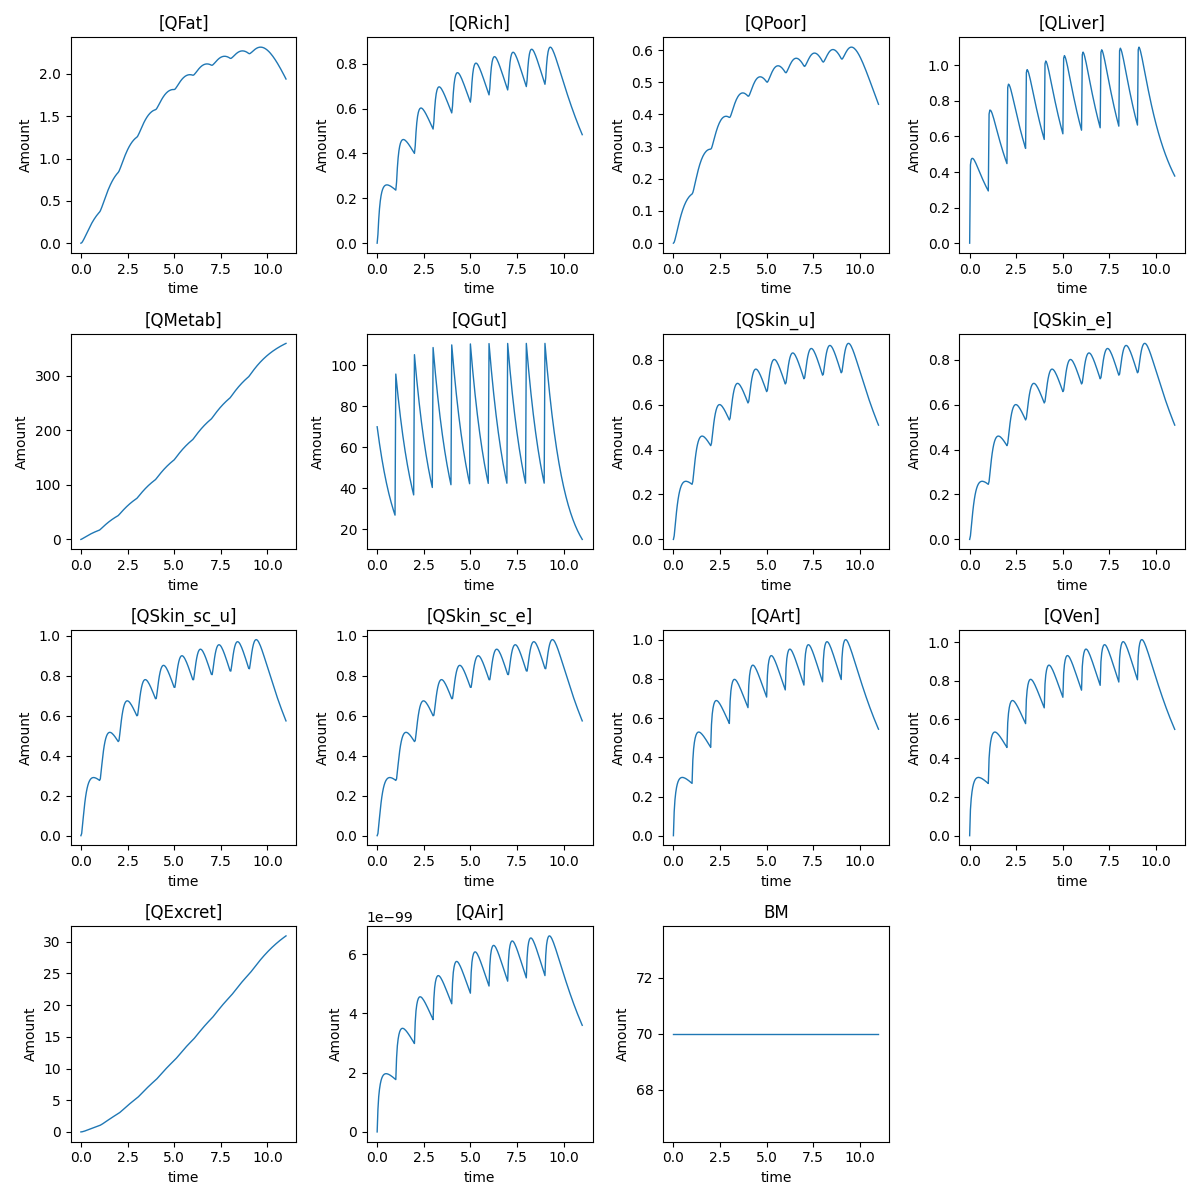 [QFat]
[QRich]
[QPoor]
[QLiver]
2.0
1.5
1.0
0.5
0.0
Amount
0.0 2.5 5.0 7.5 10.0
time
0.8
0.6
0.4
0.2
0.0
Amount
0.0 2.5 5.0 7.5 10.0
time
0.6
0.5
0.4
0.3
0.2
0.1
0.0
Amount
0.0 2.5 5.0 7.5 10.0
time
1.0
0.8
0.6
0.4
0.2
0.0
Amount
0.0 2.5 5.0 7.5 10.0
time
[QMetab]
[QGut]
[QSkin_u]
[QSkin_e]
300
200
100
0
Amount
0.0 2.5 5.0 7.5 10.0
time
100
80
60
40
20
Amount
0.0 2.5 5.0 7.5 10.0
time
0.8
0.6
0.4
0.2
0.0
Amount
0.0 2.5 5.0 7.5 10.0
time
0.8
0.6
0.4
0.2
0.0
Amount
0.0 2.5 5.0 7.5 10.0
time
[QSkin_sc_u]
[QSkin_sc_e]
[QArt]
[QVen]
1.0
0.8
0.6
0.4
0.2
0.0
Amount
0.0 2.5 5.0 7.5 10.0
time
1.0
0.8
0.6
0.4
0.2
0.0
Amount
0.0 2.5 5.0 7.5 10.0
time
1.0
0.8
0.6
0.4
0.2
0.0
Amount
0.0 2.5 5.0 7.5 10.0
time
1.0
0.8
0.6
0.4
0.2
0.0
Amount
0.0 2.5 5.0 7.5 10.0
time
[QExcret]
[QAir]
BM
30
25
20
15
10
5
0
Amount
0.0 2.5 5.0 7.5 10.0
time
1e−99
6
4
2
0
Amount
0.0 2.5 5.0 7.5 10.0
time
72
70
68
Amount
0.0 2.5 5.0 7.5 10.0
time